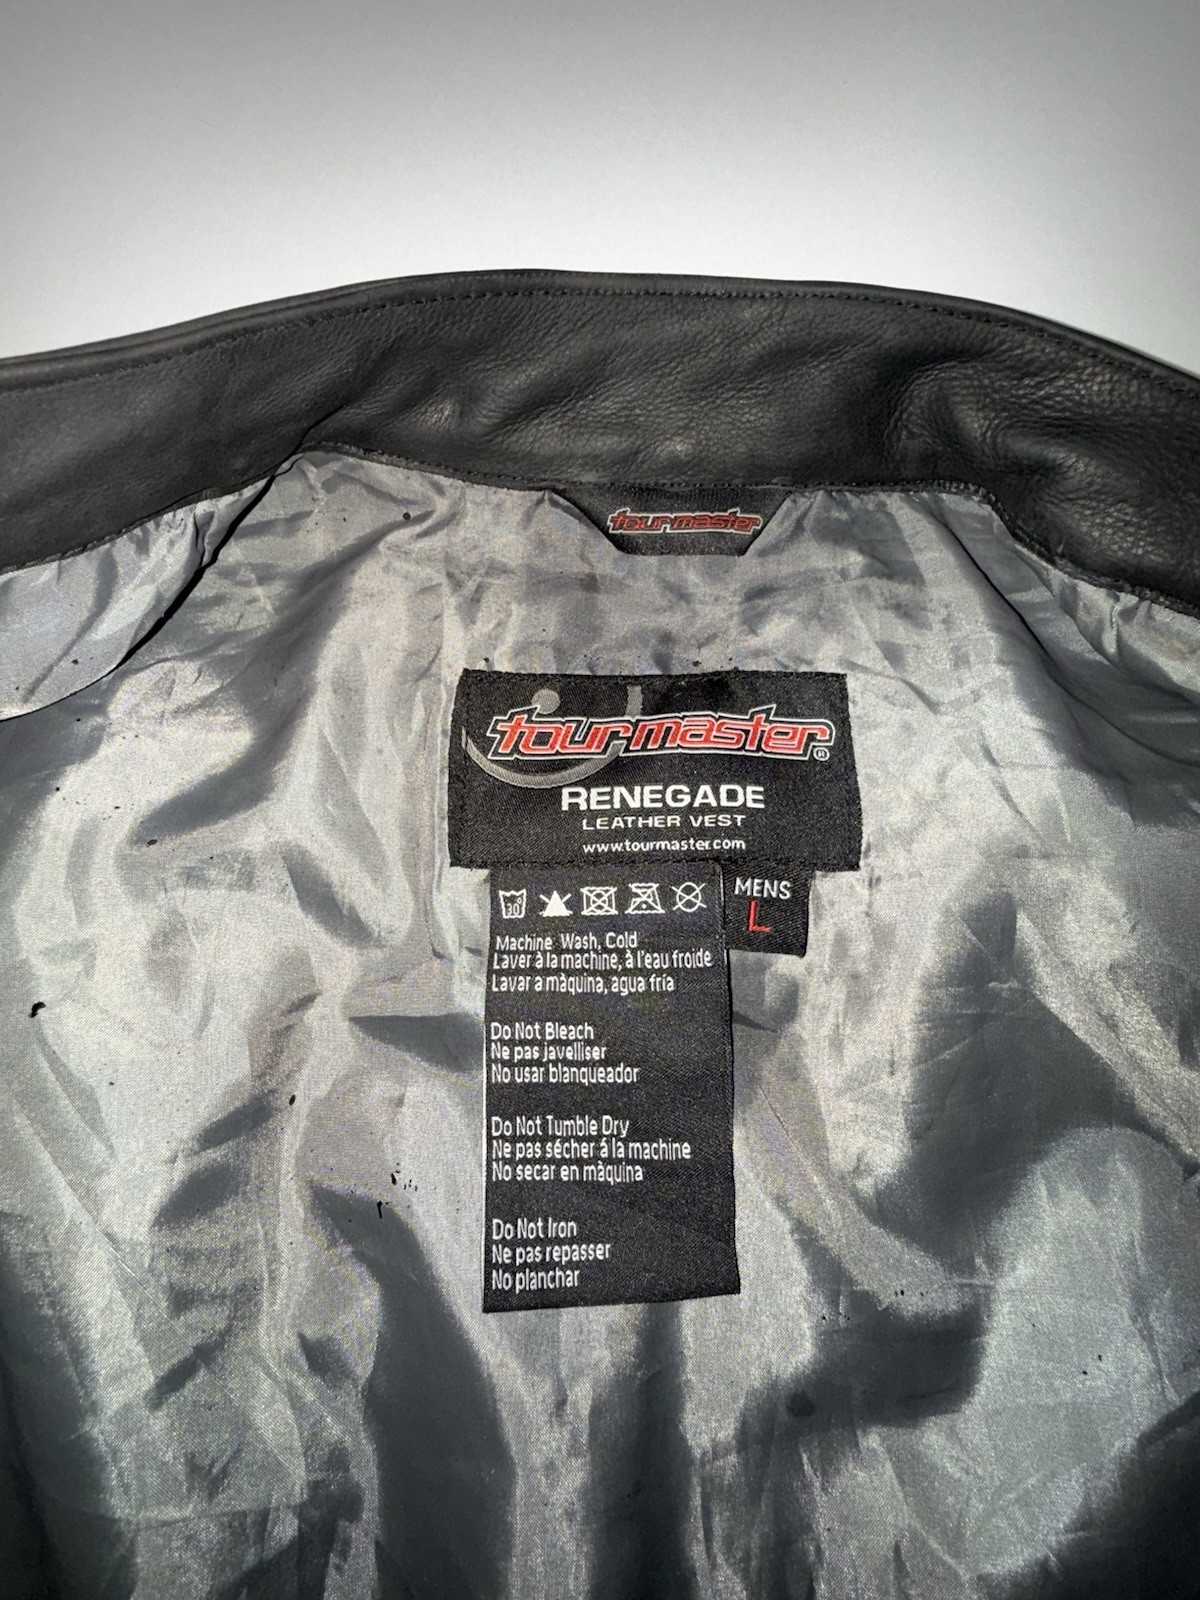 tourmaster
tourmaster®
RENEGADE
LEATHER VEST
www.tourmaster.com
MENS
L
30°
Machine Wash, Cold
Laver à la machine, à l'eau froide
Lavar a màquina, agua fría
Do Not Bleach
Ne pas javelliser
No usar blanqueador
Do Not Tumble Dry
Ne pas sécher á la machine
No secar en màquina
Do Not Iron
Ne pas repasser
No planchar